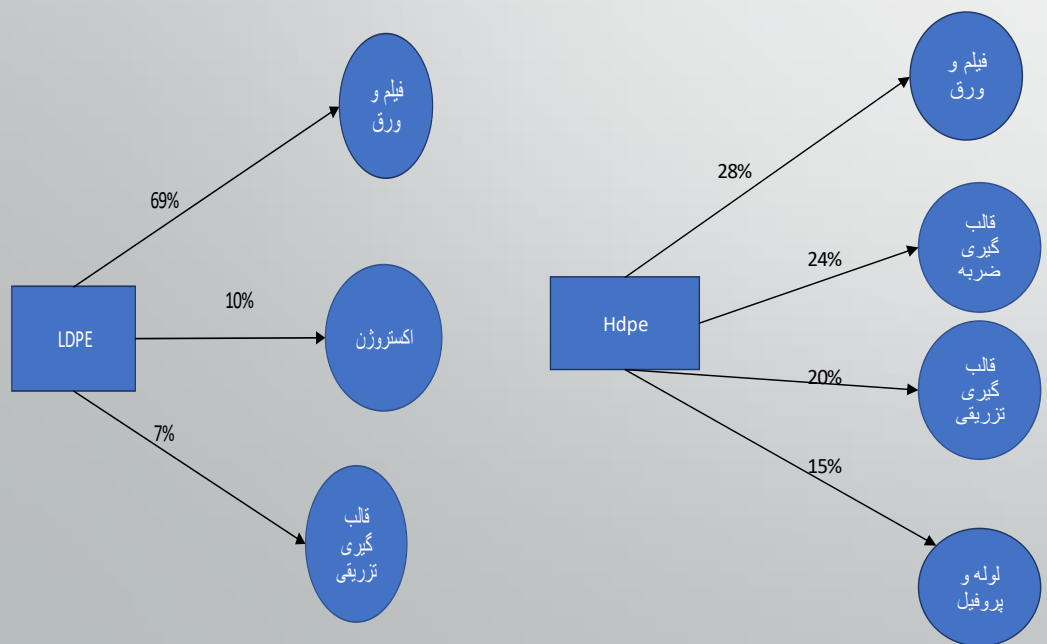 LDPE
69%
فیلم و
ورق
10%
اکستروژن
7%
قالب
گیری
تزریقی
Hdpe
28%
فیلم و
ورق
24%
قالب
گیری
ضربه
20%
قالب
گیری
تزریقی
15%
لوله و
پروفیل